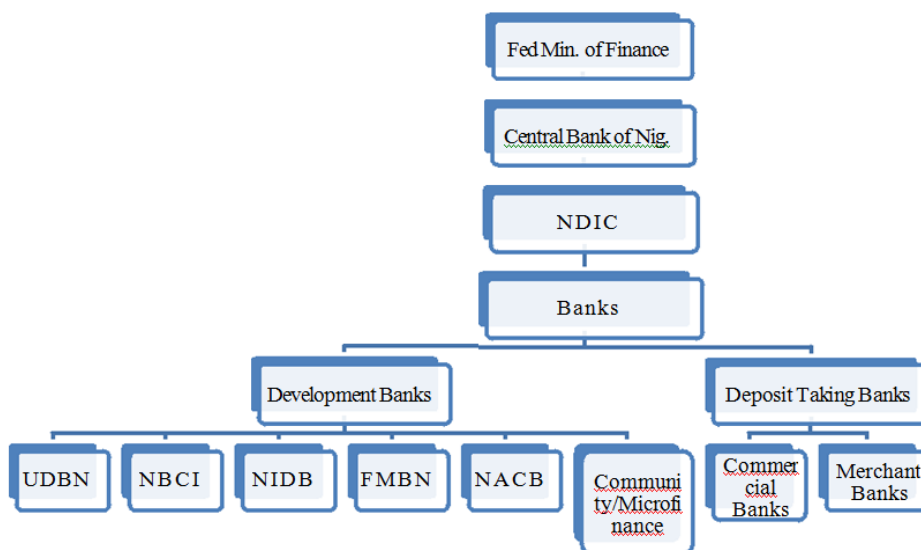 Fed Min. of Finance
Central Bank of Nig.
NDIC
Banks
Development Banks
Deposit Taking Banks
UDBN
NBCI
NIDB
FMBN
NACB
Communi
ty/Microfi
nance
Commer
cial
Banks
Merchant
Banks